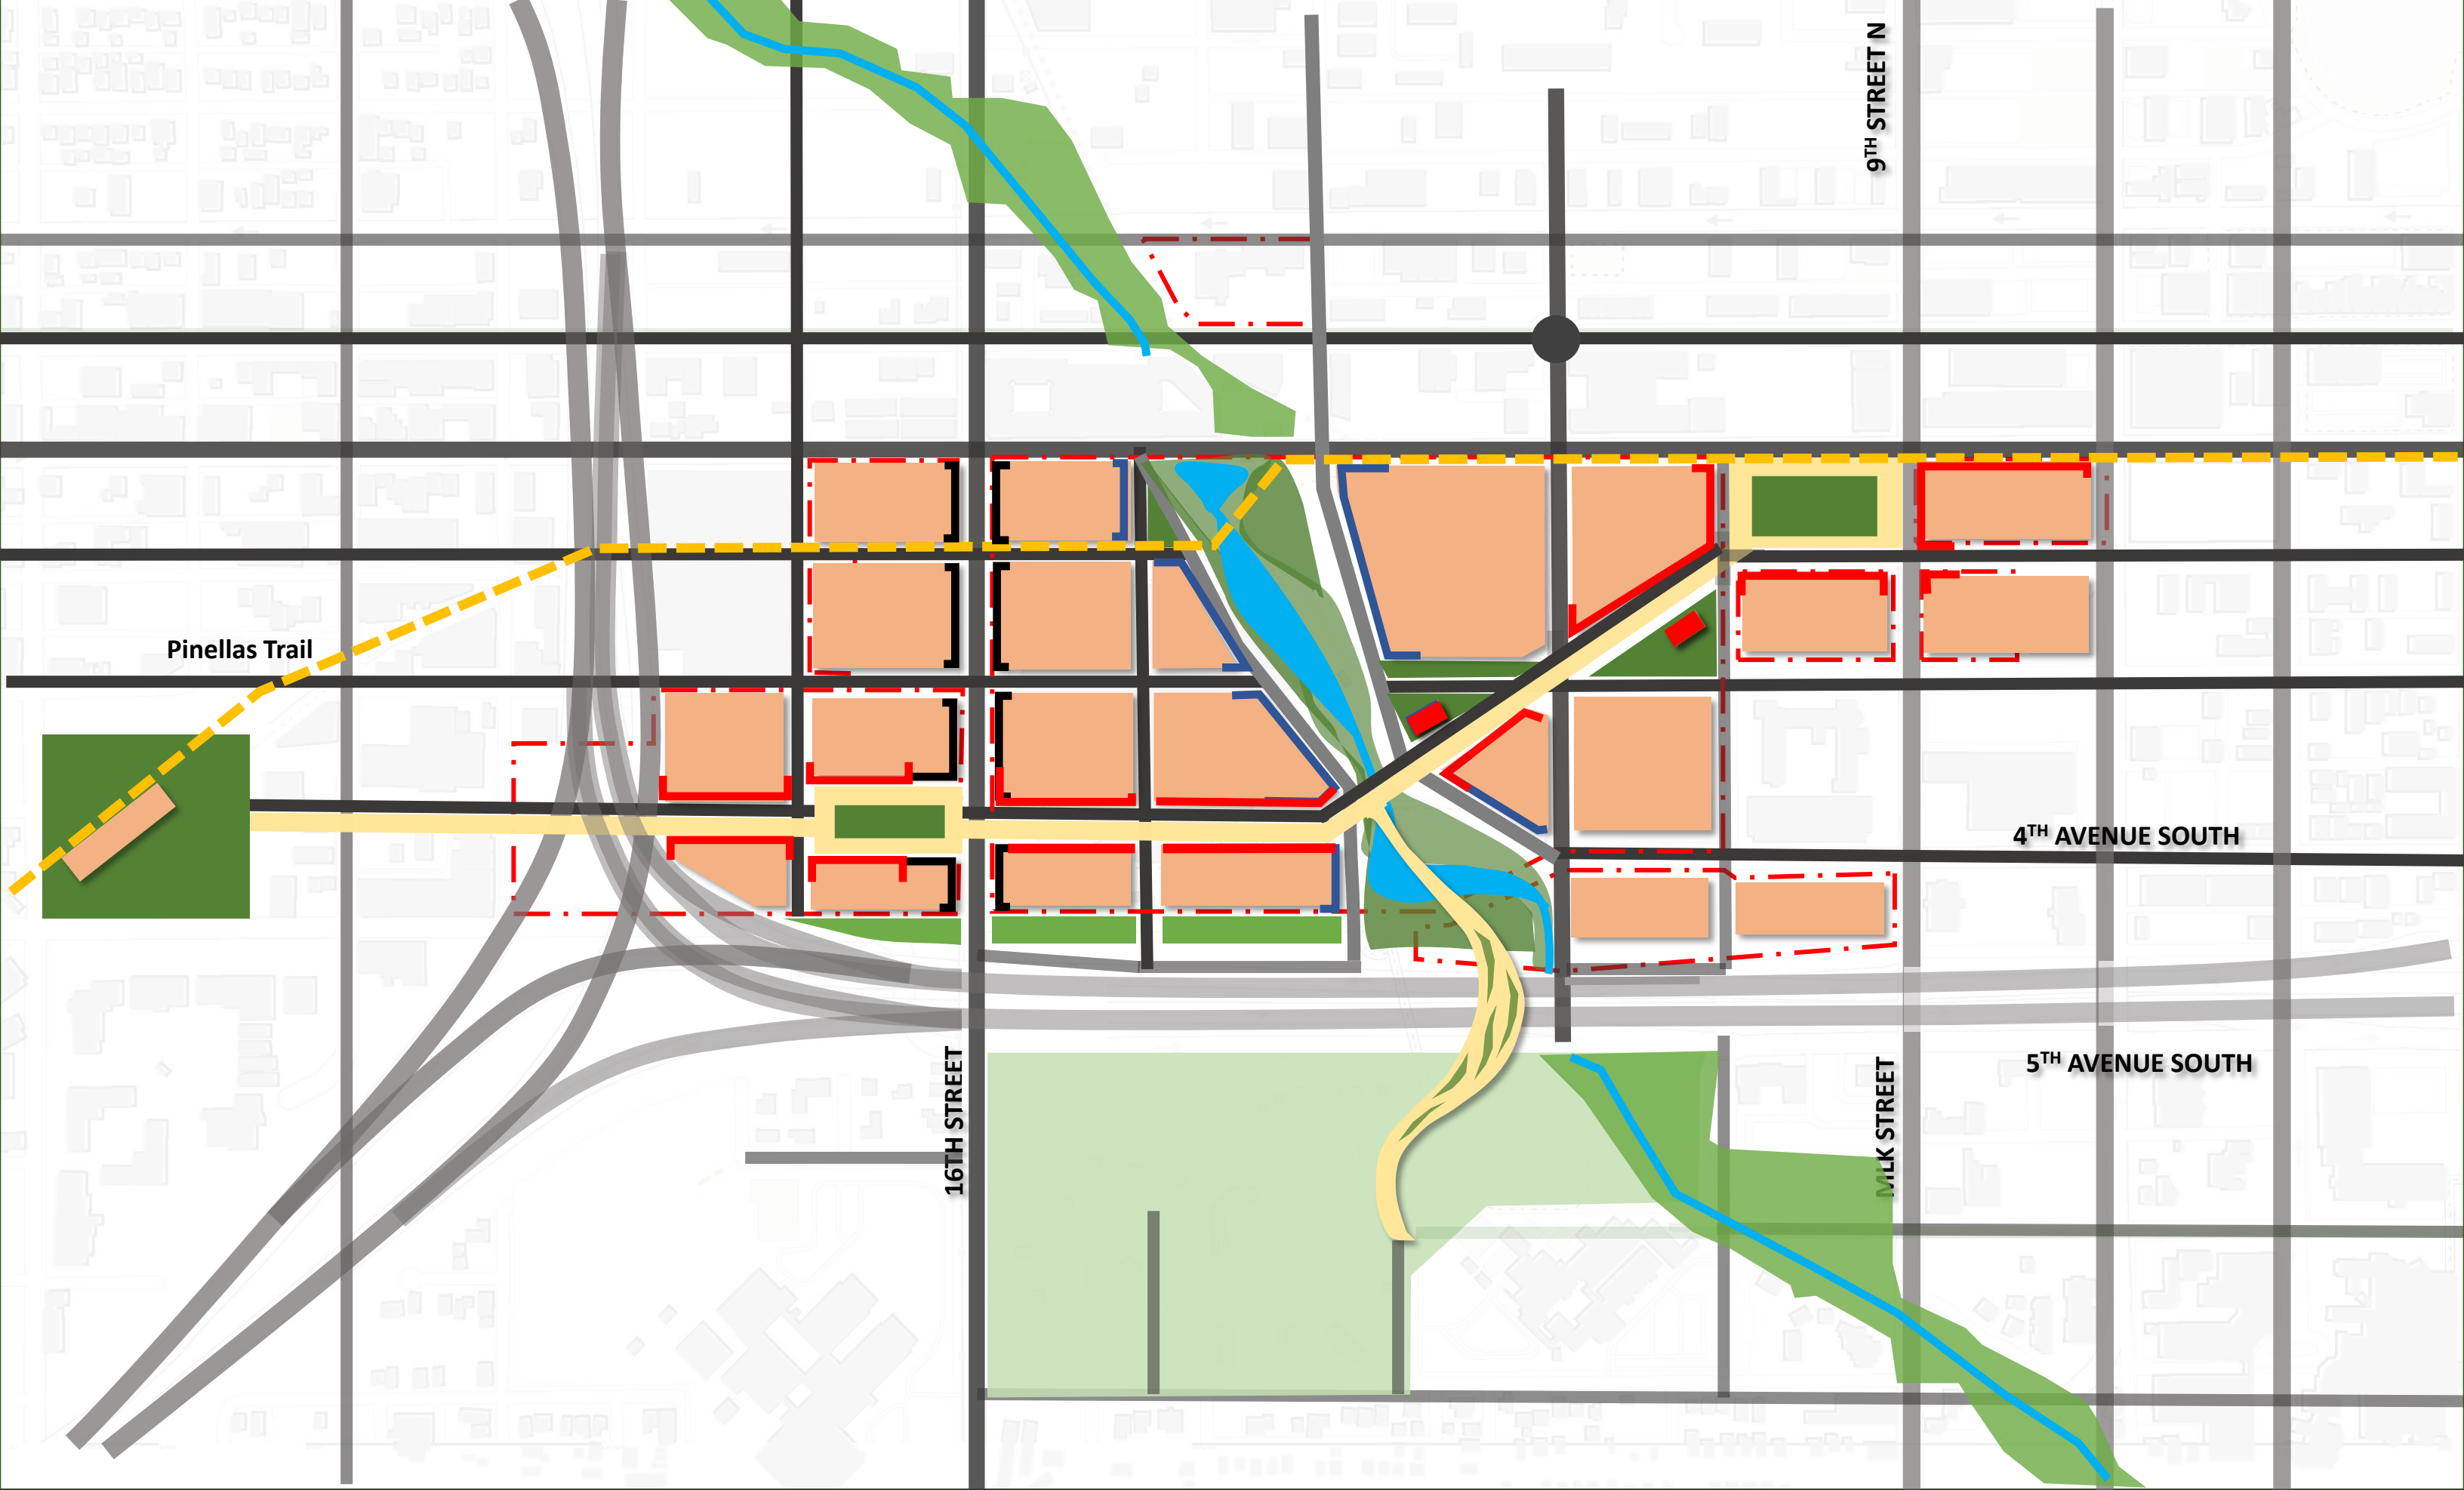 9TH STREET N
Pinellas Trail
4TH AVENUE SOUTH
16TH STREET
MLK STREET
5TH AVENUE SOUTH